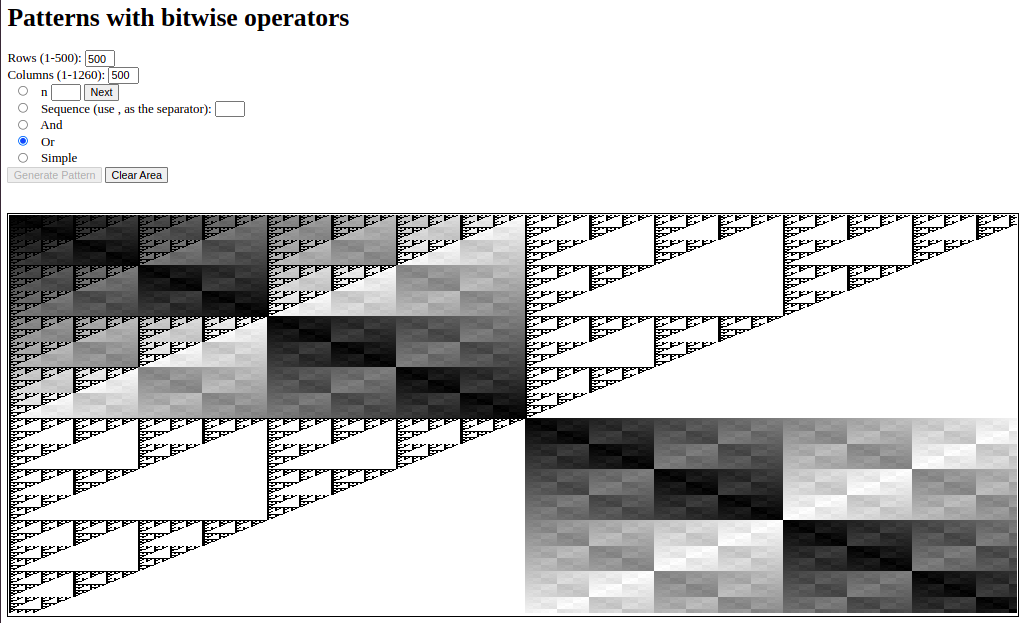 Patterns with bitwise operators
Rows (1-500): 500
Columns (1-1260): 500
n Next
Sequence (use , as the separator):
And
Or
Simple
Generate Pattern Clear Area